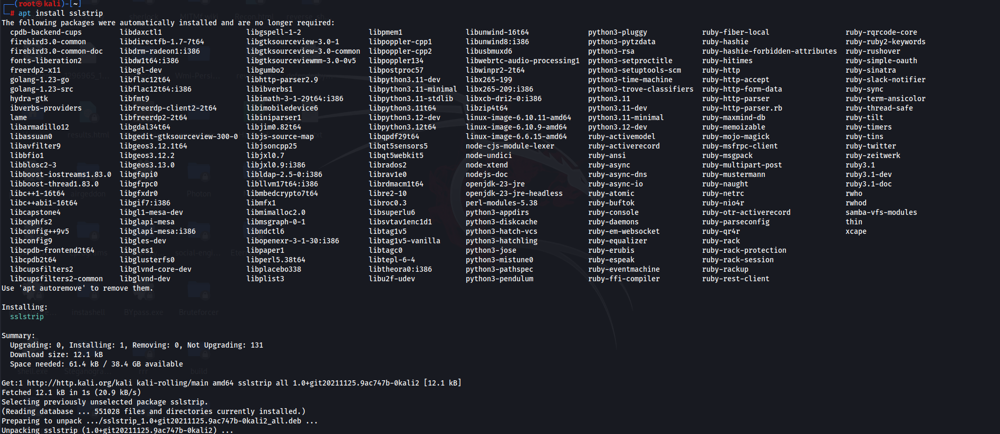 ┌──(root㉿kali)-[~]
└─# apt install sslstrip
The following packages were automatically installed and are no longer required:
cpdb-backend-cups libdaxctl1 libgspell-1-2 libpmem1 libunwind-16t64 python3-pluggy ruby-fiber-local ruby-rqrcode-core
firebird3.0-common libdirectfb-1.7-7t64 libgtksourceview-3.0-1 libpoppler-cpp1 libunwind8:i386 python3-pytzdata ruby-hashie ruby-ruby2-keywords
firebird3.0-common-doc libdrm-radeon1:i386 libgtksourceview-3.0-common libpoppler-cpp2 libusbmuxd6 python3-rsa ruby-hashie-forbidden-attributes ruby-rushover
fonts-liberation2 libdw1t64:i386 libgtksourceviewmm-3.0-0v5 libpoppler134 libwebrtc-audio-processing1 python3-setproctitle ruby-hitimes ruby-simple-oauth
freerdp2-x11 libegl-dev libgumbo2 libpostproc57 libwinpr2-2t64 python3-setuptools-scm ruby-http ruby-sinatra
golang-1.23-go libflac12t64 libhttp-parser2.9 libpython3.11-dev libx265-199 python3-time-machine ruby-http-accept ruby-slack-notifier
golang-1.23-src libflac12t64:i386 libibverbs1 libpython3.11-minimal libx265-209:i386 python3-trove-classifiers ruby-http-form-data ruby-sync
hydra-gtk libfmt9 libimath-3-1-29t64:i386 libpython3.11-stdlib libxcb-dri2-0:i386 python3.11 ruby-http-parser ruby-term-ansicolor
ibverbs-providers libfreerdp-client2-2t64 libimobiledevice6 libpython3.11t64 libzip4t64 python3.11-dev ruby-http-parser.rb ruby-thread-safe
lame libfreerdp2-2t64 libiniparser1 libpython3.12-dev linux-image-6.10.11-amd64 python3.11-minimal ruby-maxmind-db ruby-tilt
libarmadillo12 libgdal34t64 libjim0.82t64 libpython3.12t64 linux-image-6.10.9-amd64 python3.12-dev ruby-memoizable ruby-timers
libassuan0 libgedit-gtksourceview-300-0 libjs-source-map libqpdf29t64 linux-image-6.6.15-amd64 ruby-activemodel ruby-mojo-magick ruby-tins
libavfilter9 libgeos3.12.1t64 libjsoncpp25 libqt5sensors5 node-cjs-module-lexer ruby-activerecord ruby-msfrpc-client ruby-twitter
libbfio1 libgeos3.12.2 libjxl0.7 libqt5webkit5 node-undici ruby-ansi ruby-msgpack ruby-zeitwerk
libblosc2-3 libgeos3.13.0 libjxl0.9:i386 librados2 node-xtend ruby-async ruby-multipart-post ruby3.1
libboost-iostreams1.83.0 libgfapi0 libldap-2.5-0:i386 librav1e0 nodejs-doc ruby-async-dns ruby-mustermann ruby3.1-dev
libboost-thread1.83.0 libgfrpc0 libllvm17t64:i386 librdmacm1t64 openjdk-23-jre ruby-async-io ruby-naught ruby3.1-doc
libc++1-16t64 libgfxdr0 libmbedcrypto7t64 libre2-10 openjdk-23-jre-headless ruby-atomic ruby-netrc rwho
libc++abi1-16t64 libgif7:i386 libmfx1 libroc0.3 perl-modules-5.38 ruby-buftok ruby-nio4r rwhod
libcapstone4 libgl1-mesa-dev libmimalloc2.0 libsuperlu6 python3-appdirs ruby-console ruby-otr-activerecord samba-vfs-modules
libcephfs2 libglapi-mesa libmsgraph-0-1 libsvtav1enc1d1 python3-diskcache ruby-daemons ruby-parseconfig thin
libconfig++9v5 libglapi-mesa:i386 libndctl6 libtag1v5 python3-hatch-vcs ruby-em-websocket ruby-qr4r xcape
libconfig9 libgles-dev libopenexr-3-1-30:i386 libtag1v5-vanilla python3-hatchling ruby-equalizer ruby-rack
libcpdb-frontend2t64 libgles1 libpaper1 libtagc0 python3-jose ruby-erubis ruby-rack-protection
libcpdb2t64 libglusterfs0 libperl5.38t64 libtepl-6-4 python3-mistune0 ruby-espeak ruby-rack-session
libcupsfilters2 libglvnd-core-dev libplacebo338 libtheora0:i386 python3-pathspec ruby-eventmachine ruby-rackup
libcupsfilters2-common libglvnd-dev libplist3 libu2f-udev python3-pendulum ruby-ffi-compiler ruby-rest-client
Use 'apt autoremove' to remove them.
Installing:
sslstrip
Summary:
Upgrading: 0, Installing: 1, Removing: 0, Not Upgrading: 131
Download size: 12.1 kB
Space needed: 61.4 kB / 38.4 GB available
Get:1 http://http.kali.org/kali kali-rolling/main amd64 sslstrip all 1.0+git20211125.9ac747b-0kali2 [12.1 kB]
Fetched 12.1 kB in 1s (20.9 kB/s)
Selecting previously unselected package sslstrip.
(Reading database ... 551028 files and directories currently installed.)
Preparing to unpack .../sslstrip_1.0+git20211125.9ac747b-0kali2_all.deb ...
Unpacking sslstrip (1.0+git20211125.9ac747b-0kali2) ...